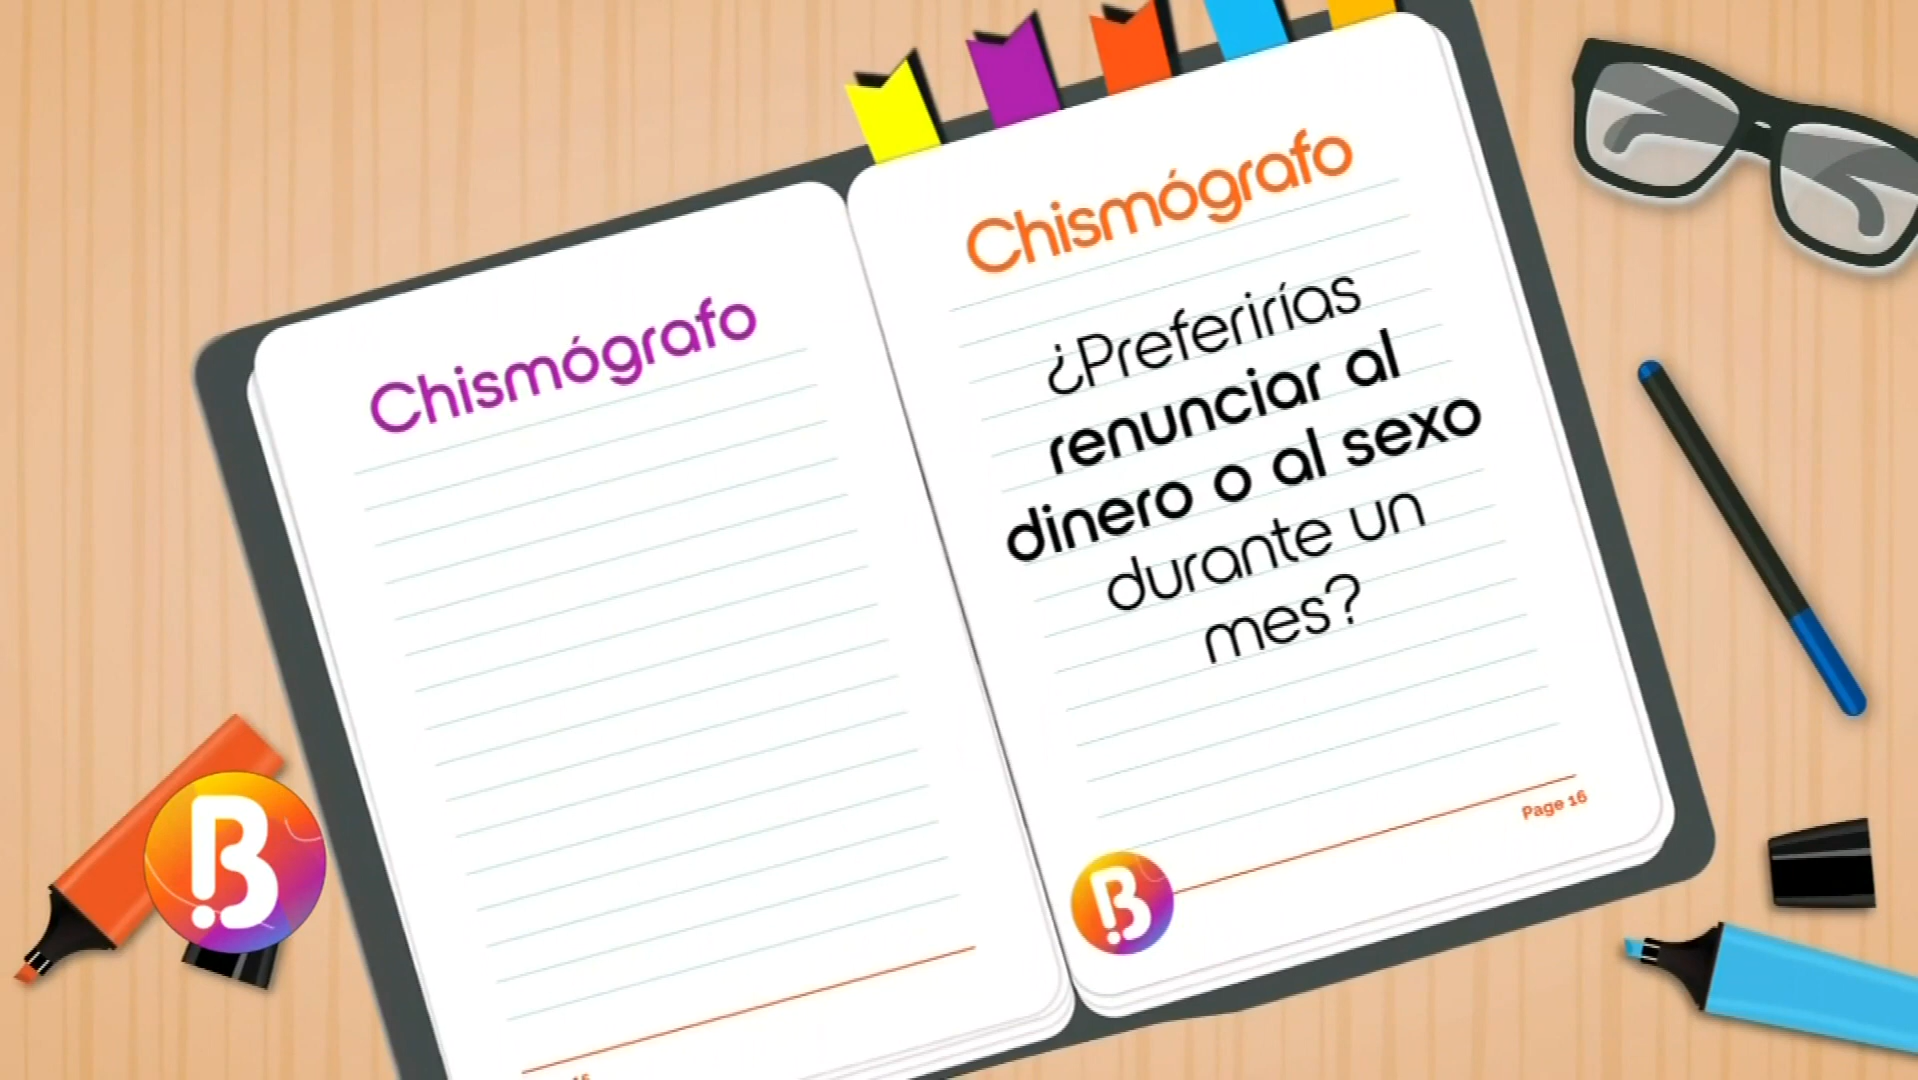 Chismógrafo
Chismógrafo
¿Preferirías
renunciar al
dinero o al sexo
durante un
mes?
Page 16
B
B